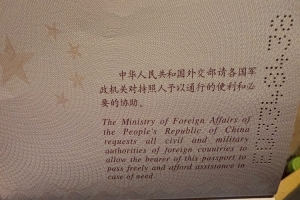 中华人民共和国外交部请各国军
政机关对持照人予以通行的便利和必
要的协助。
The Ministry of Foreign Affairs of
the People's Republic of China
requests all civil and military
authorities of foreign countries to
allow the bearer of this passport to
pass freely and afford assistance in
case of need